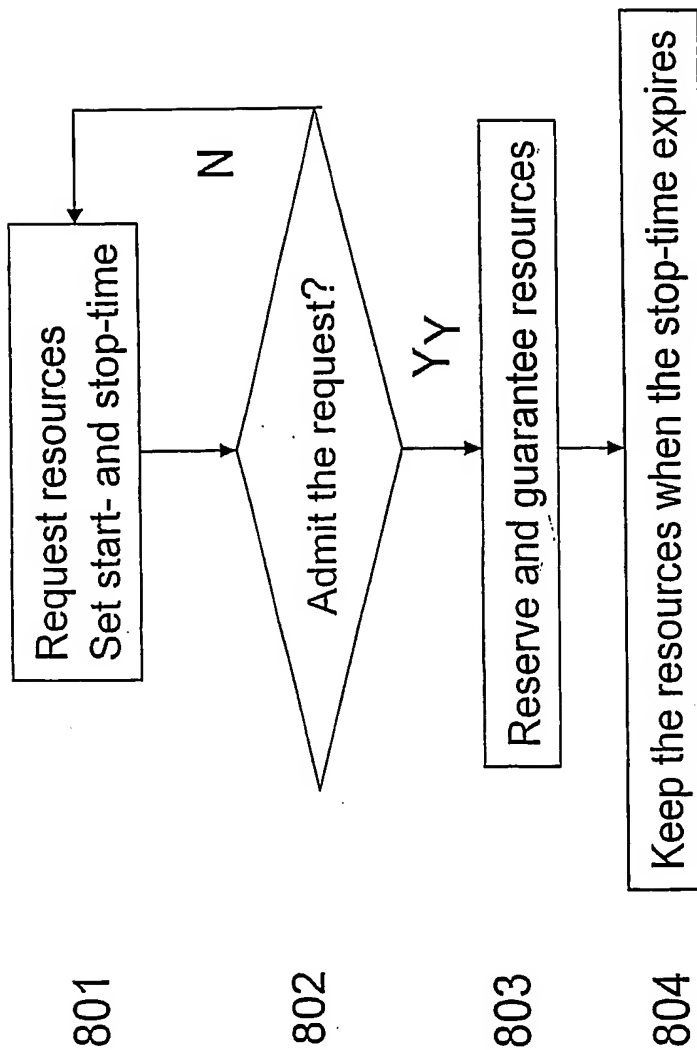 801
Request resources
Set start- and stop-time
N
802
Admit the request?
YY
803
Reserve and guarantee resources
804
Keep the resources when the stop-time expires